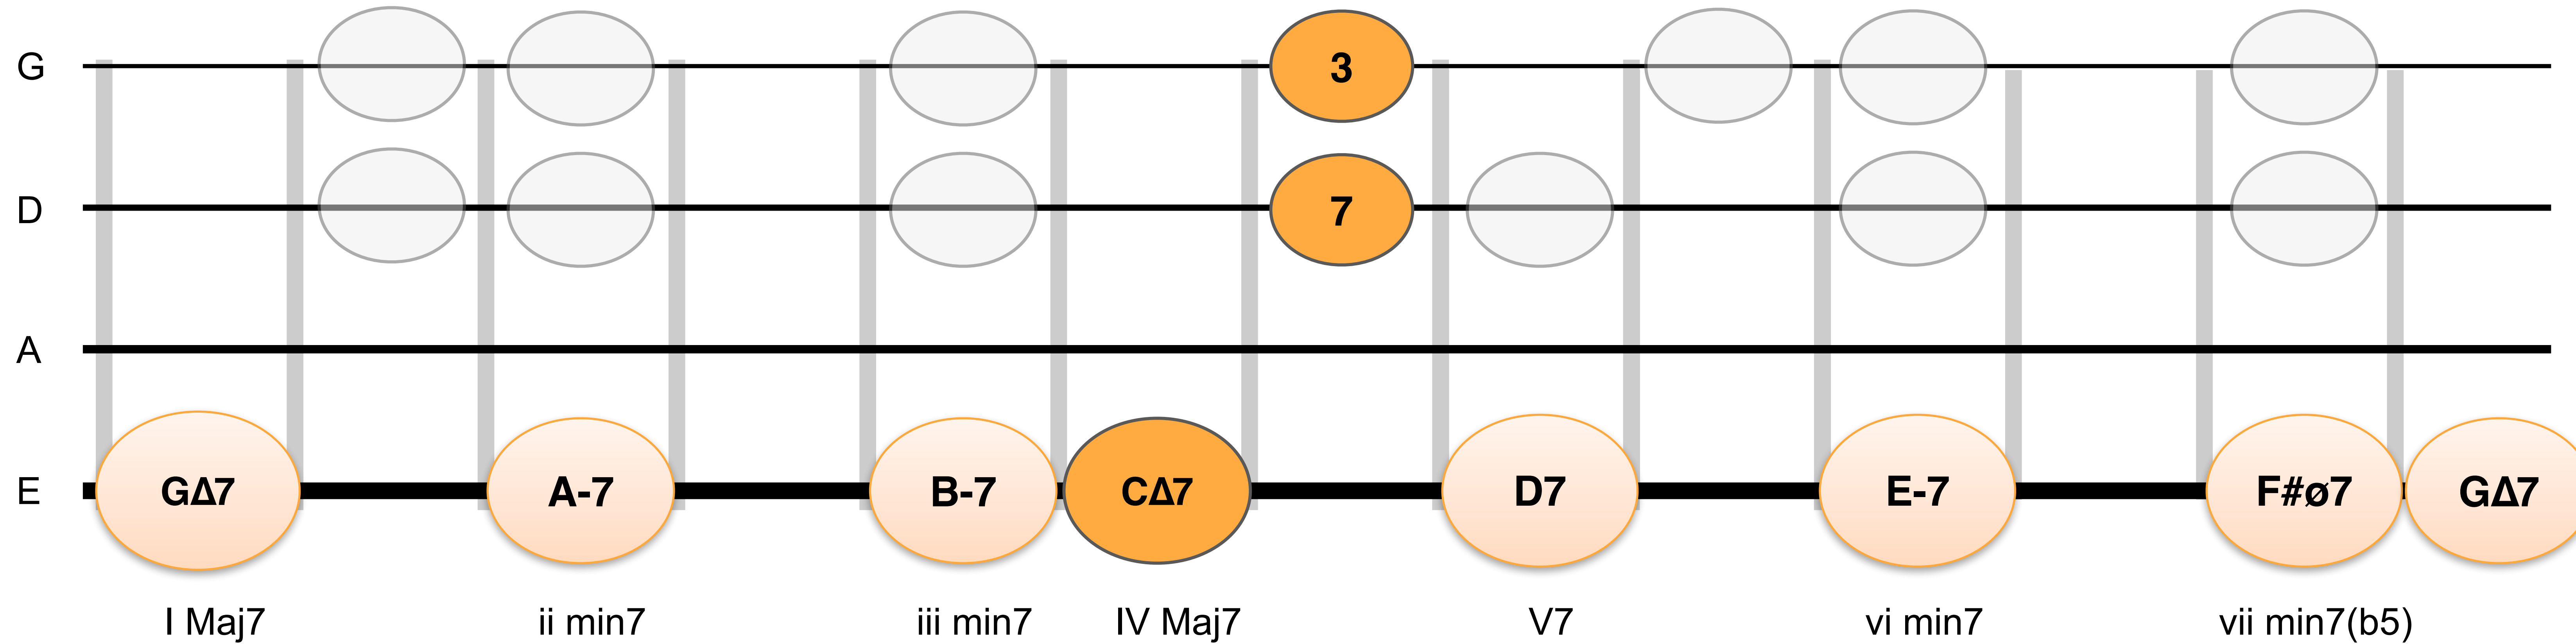 G 3
D 7
A
E GΔ7 A-7 B-7 CΔ7 D7 E-7 F#ø7 GΔ7
I Maj7 ii min7 iii min7 IV Maj7 V7 vi min7 vii min7(b5)